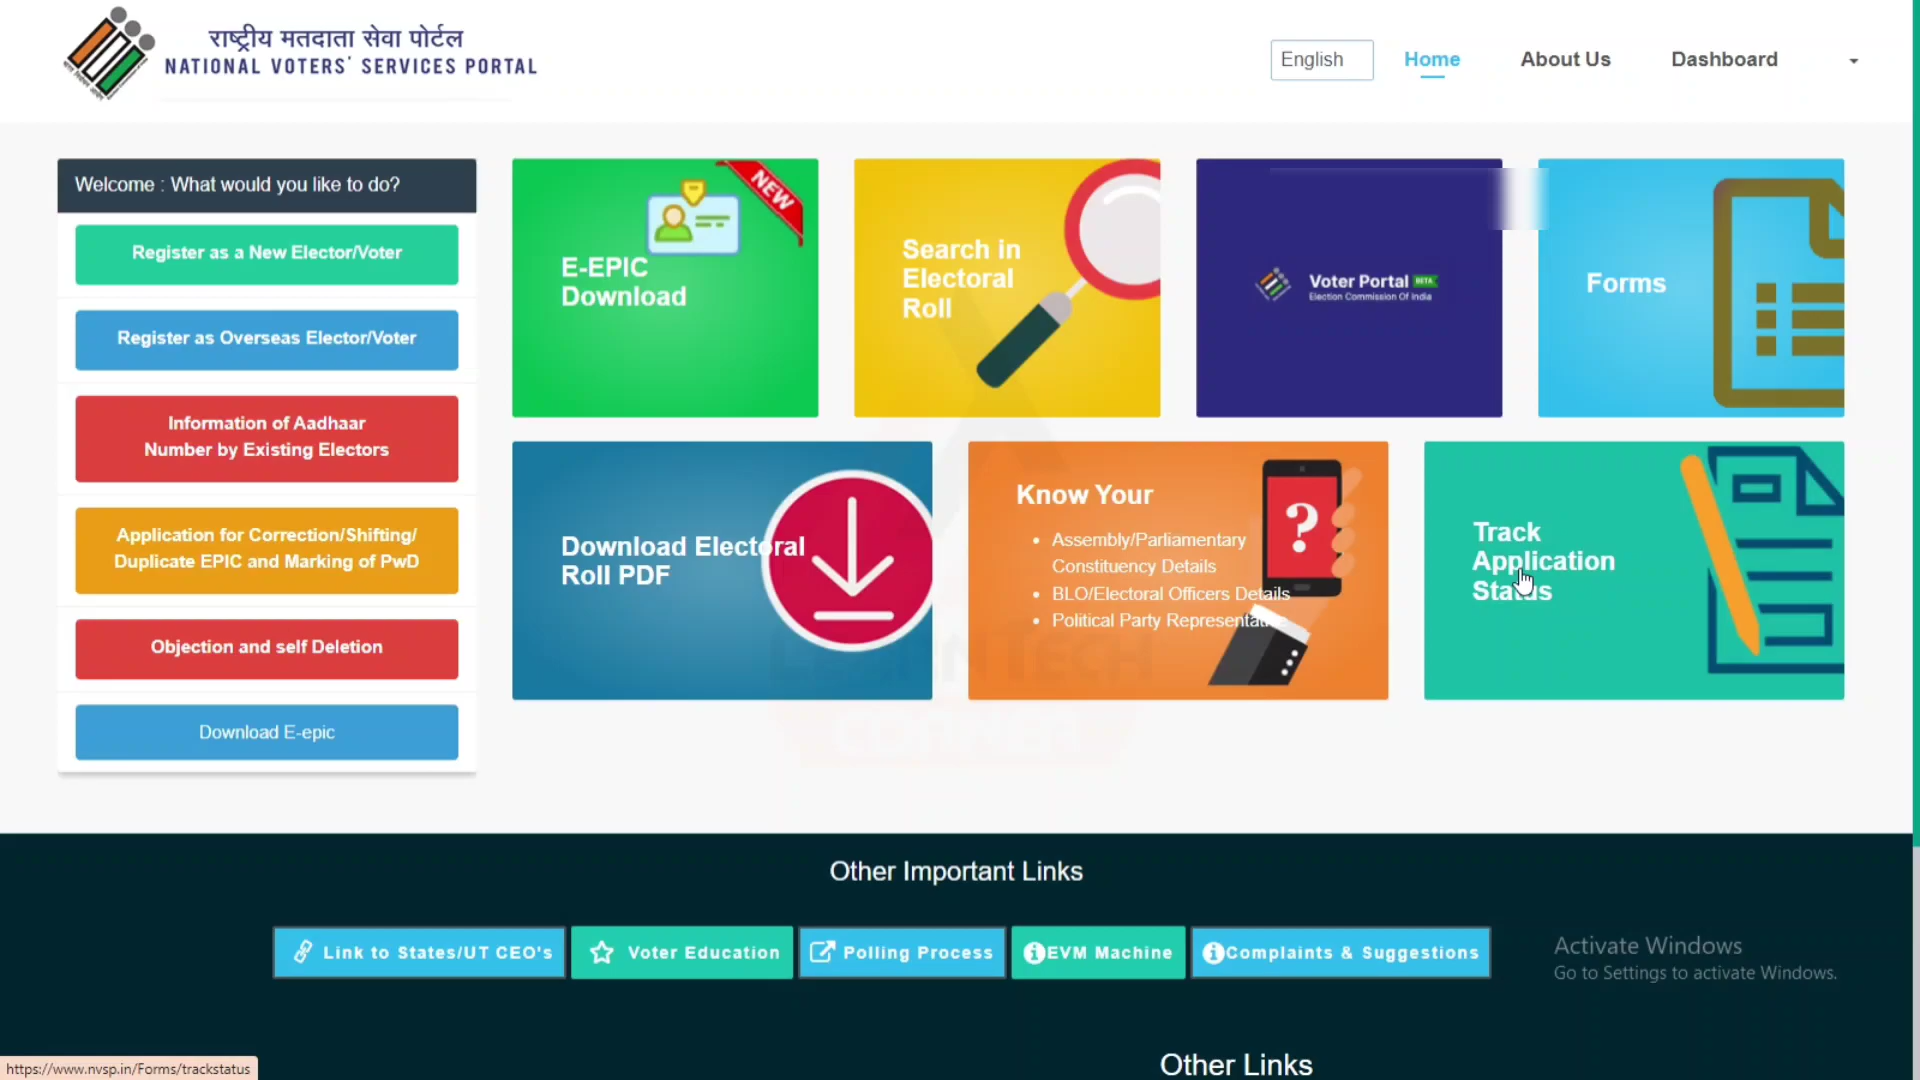 राष्ट्रीय मतदाता सेवा पोर्टल
NATIONAL VOTERS' SERVICES PORTAL
English
Home
About Us
Dashboard
Welcome : What would you like to do?
Register as a New Elector/Voter
Register as Overseas Elector/Voter
Information of Aadhaar
Number by Existing Electors
Application for Correction/Shifting/
Duplicate EPIC and Marking of PwD
Objection and self Deletion
Download E-epic
NEW
E-EPIC
Download
Search in
Electoral
Roll
Voter Portal BETA
Election Commission Of India
Forms
Download Electoral
Roll PDF
Know Your
• Assembly/Parliamentary
Constituency Details
• BLO/Electoral Officers Details
• Political Party Representative
?
Track
Application
Status
LEARN TECH
CORNER
Other Important Links
Link to States/UT CEO's
Voter Education
Polling Process
EVM Machine
Complaints & Suggestions
Activate Windows
Go to Settings to activate Windows.
Other Links
https://www.nvsp.in/Forms/trackstatus